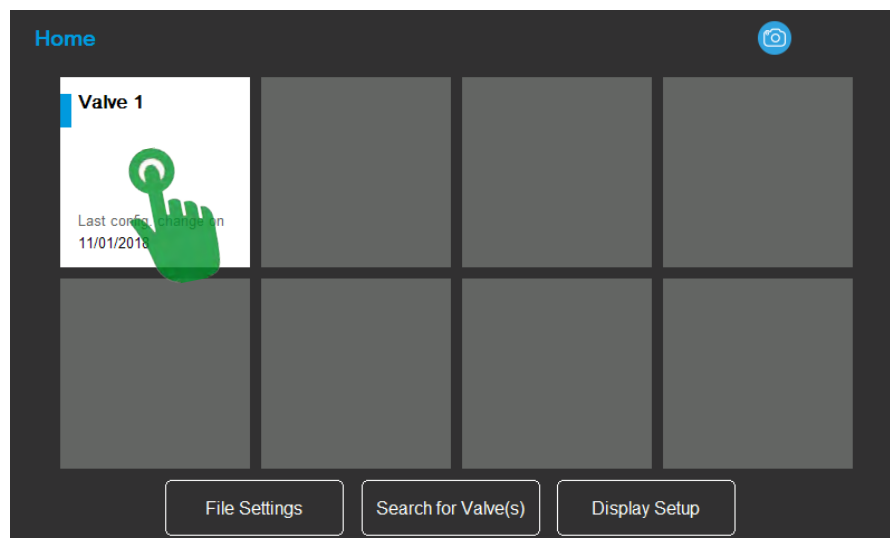 Home
Valve 1
Last config. change on
11/01/2018
File Settings
Search for Valve(s)
Display Setup